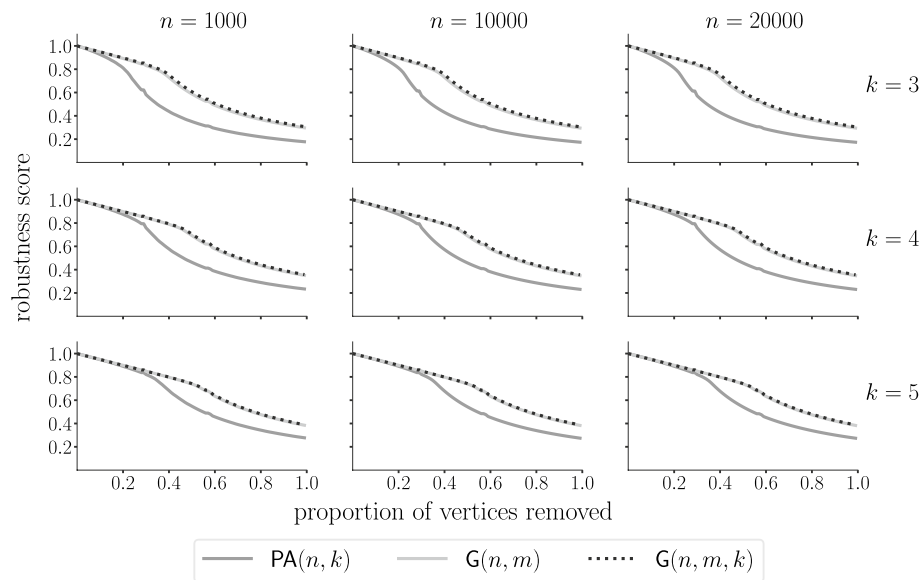 n = 1000 n = 10000 n = 20000
1.0
0.8
0.6
0.4
0.2
k = 3
1.0
0.8
0.6
0.4
0.2
k = 4
robustness score
1.0
0.8
0.6
0.4
0.2
k = 5
0.2 0.4 0.6 0.8 1.0 0.2 0.4 0.6 0.8 1.0 0.2 0.4 0.6 0.8 1.0
proportion of vertices removed
PA(n, k) G(n, m) G(n, m, k)